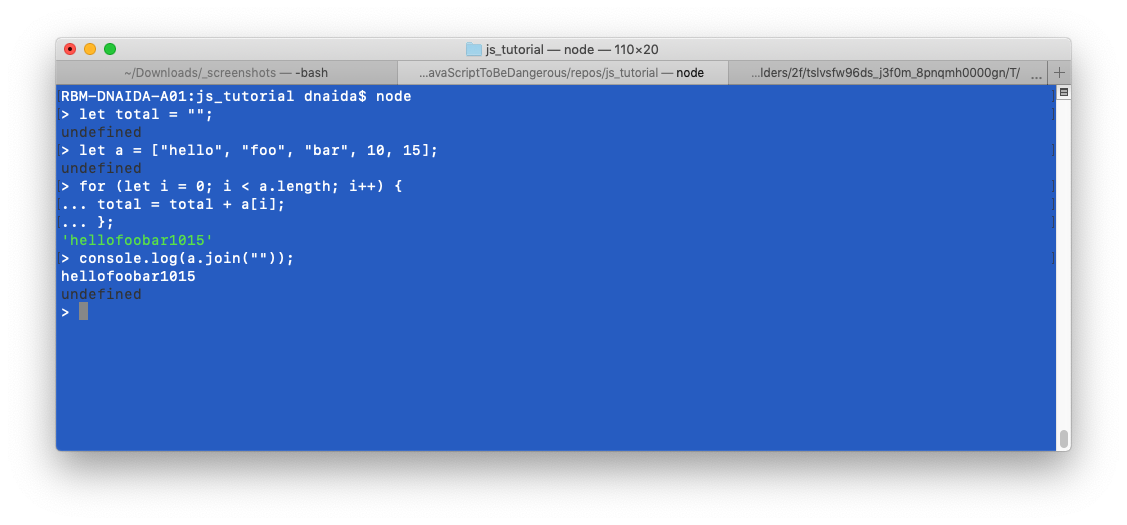 js_tutorial — node — 110×20
~/Downloads/_screenshots — -bash
...avaScriptToBeDangerous/repos/js_tutorial — node
...lders/2f/tslvsfw96ds_j3f0m_8pnqmh0000gn/T/ ...
RBM-DNAIDA-A01:js_tutorial dnaida$ node
> let total = "";
undefined
> let a = ["hello", "foo", "bar", 10, 15];
undefined
> for (let i = 0; i < a.length; i++) {
... total = total + a[i];
... };
'hellofoobar1015'
> console.log(a.join(""));
hellofoobar1015
undefined
>